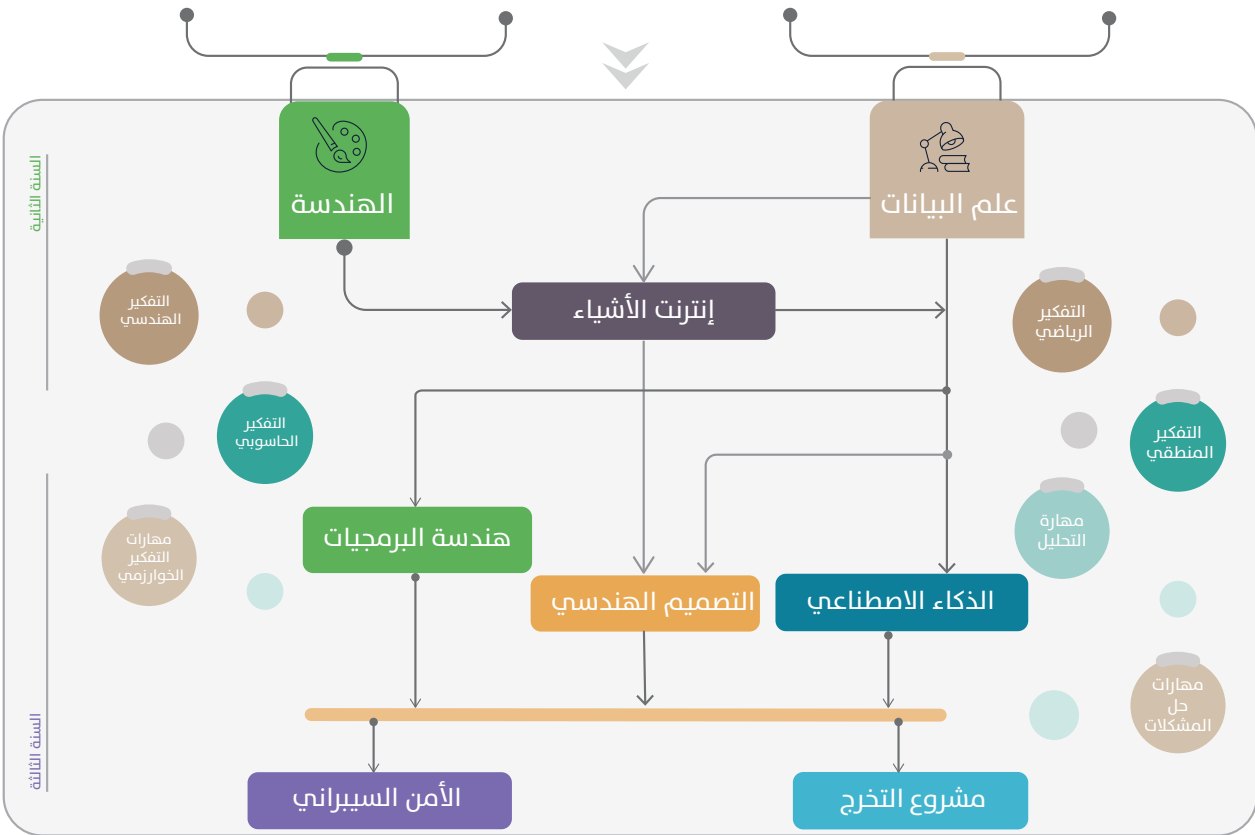 علم البيانات
الهندسة
السنة الثانية
إنترنت الأشياء
التفكير
الرياضي
التفكير
الهندسي
التفكير
المنطقي
التفكير
الحاسوبي
مهارة
التحليل
هندسة البرمجيات
مهارات
التفكير
الخوارزمي
الذكاء الاصطناعي
التصميم الهندسي
مهارات
حل
المشكلات
السنة الثالثة
مشروع التخرج
الأمن السيبراني